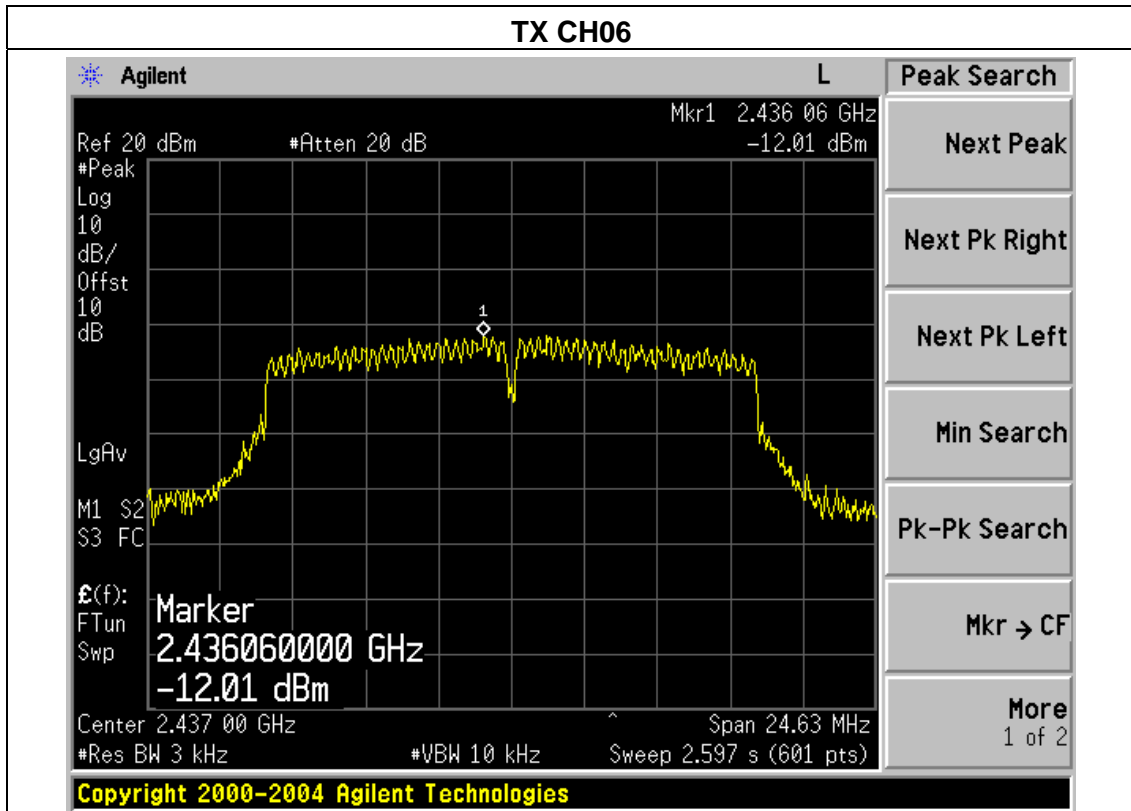 TX CH06
Agilent L Peak Search
Mkr1 2.436 06 GHz
Ref 20 dBm #Atten 20 dB -12.01 dBm
#Peak
Log
10
dB/
Offst
10
dB
1
LgAv
M1 S2
S3 FC
£(f):
FTun
Swp
Marker
2.436060000 GHz
-12.01 dBm
Center 2.437 00 GHz ^ Span 24.63 MHz
#Res BW 3 kHz #VBW 10 kHz Sweep 2.597 s (601 pts)
Copyright 2000-2004 Agilent Technologies
Next Peak
Next Pk Right
Next Pk Left
Min Search
Pk-Pk Search
Mkr → CF
More
1 of 2